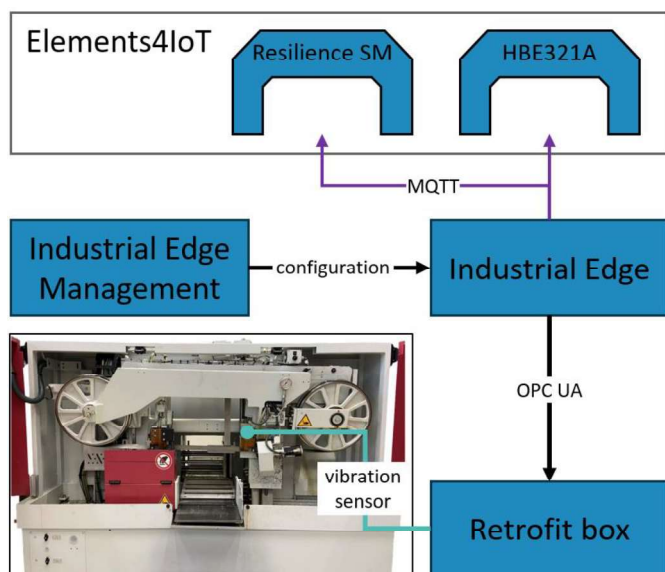 Elements4IoT
Resilience SM
HBE321A
MQTT
Industrial Edge
Management
configuration
Industrial Edge
OPC UA
vibration
sensor
Retrofit box